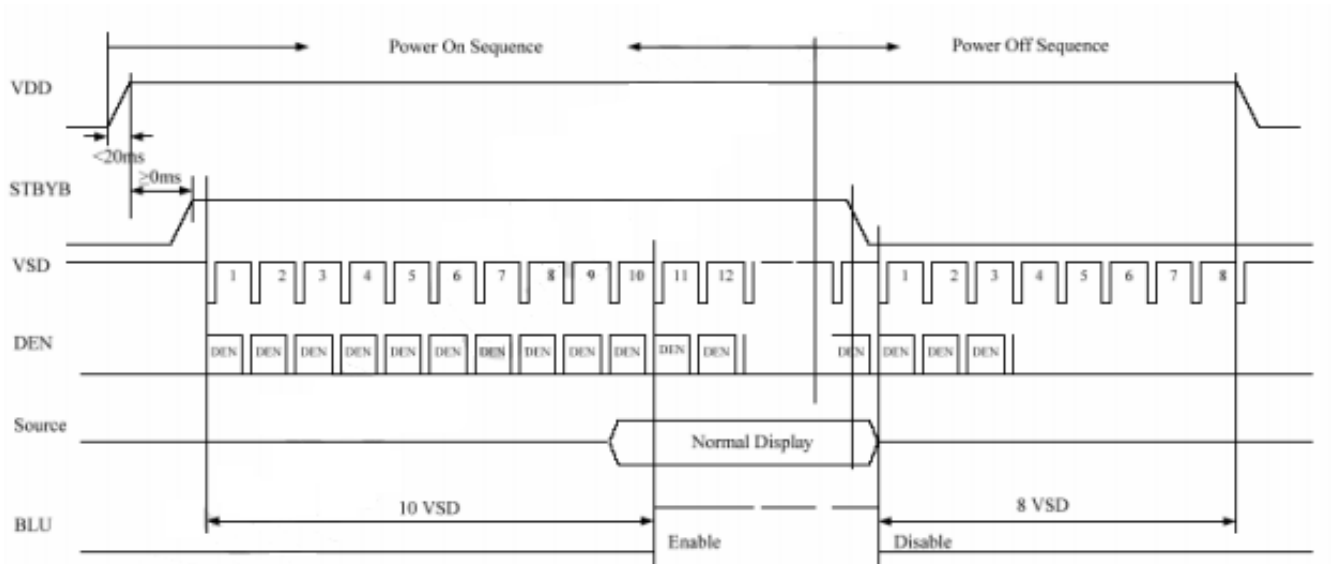 Power On Sequence
Power Off Sequence
VDD
<20ms
≥0ms
STBYB
VSD
1 2 3 4 5 6 7 8 9 10 11 12 1 2 3 4 5 6 7 8
DEN
DEN DEN DEN DEN DEN DEN DEN DEN DEN DEN DEN DEN DEN DEN DEN DEN
Source
Normal Display
10 VSD
8 VSD
BLU
Enable
Disable